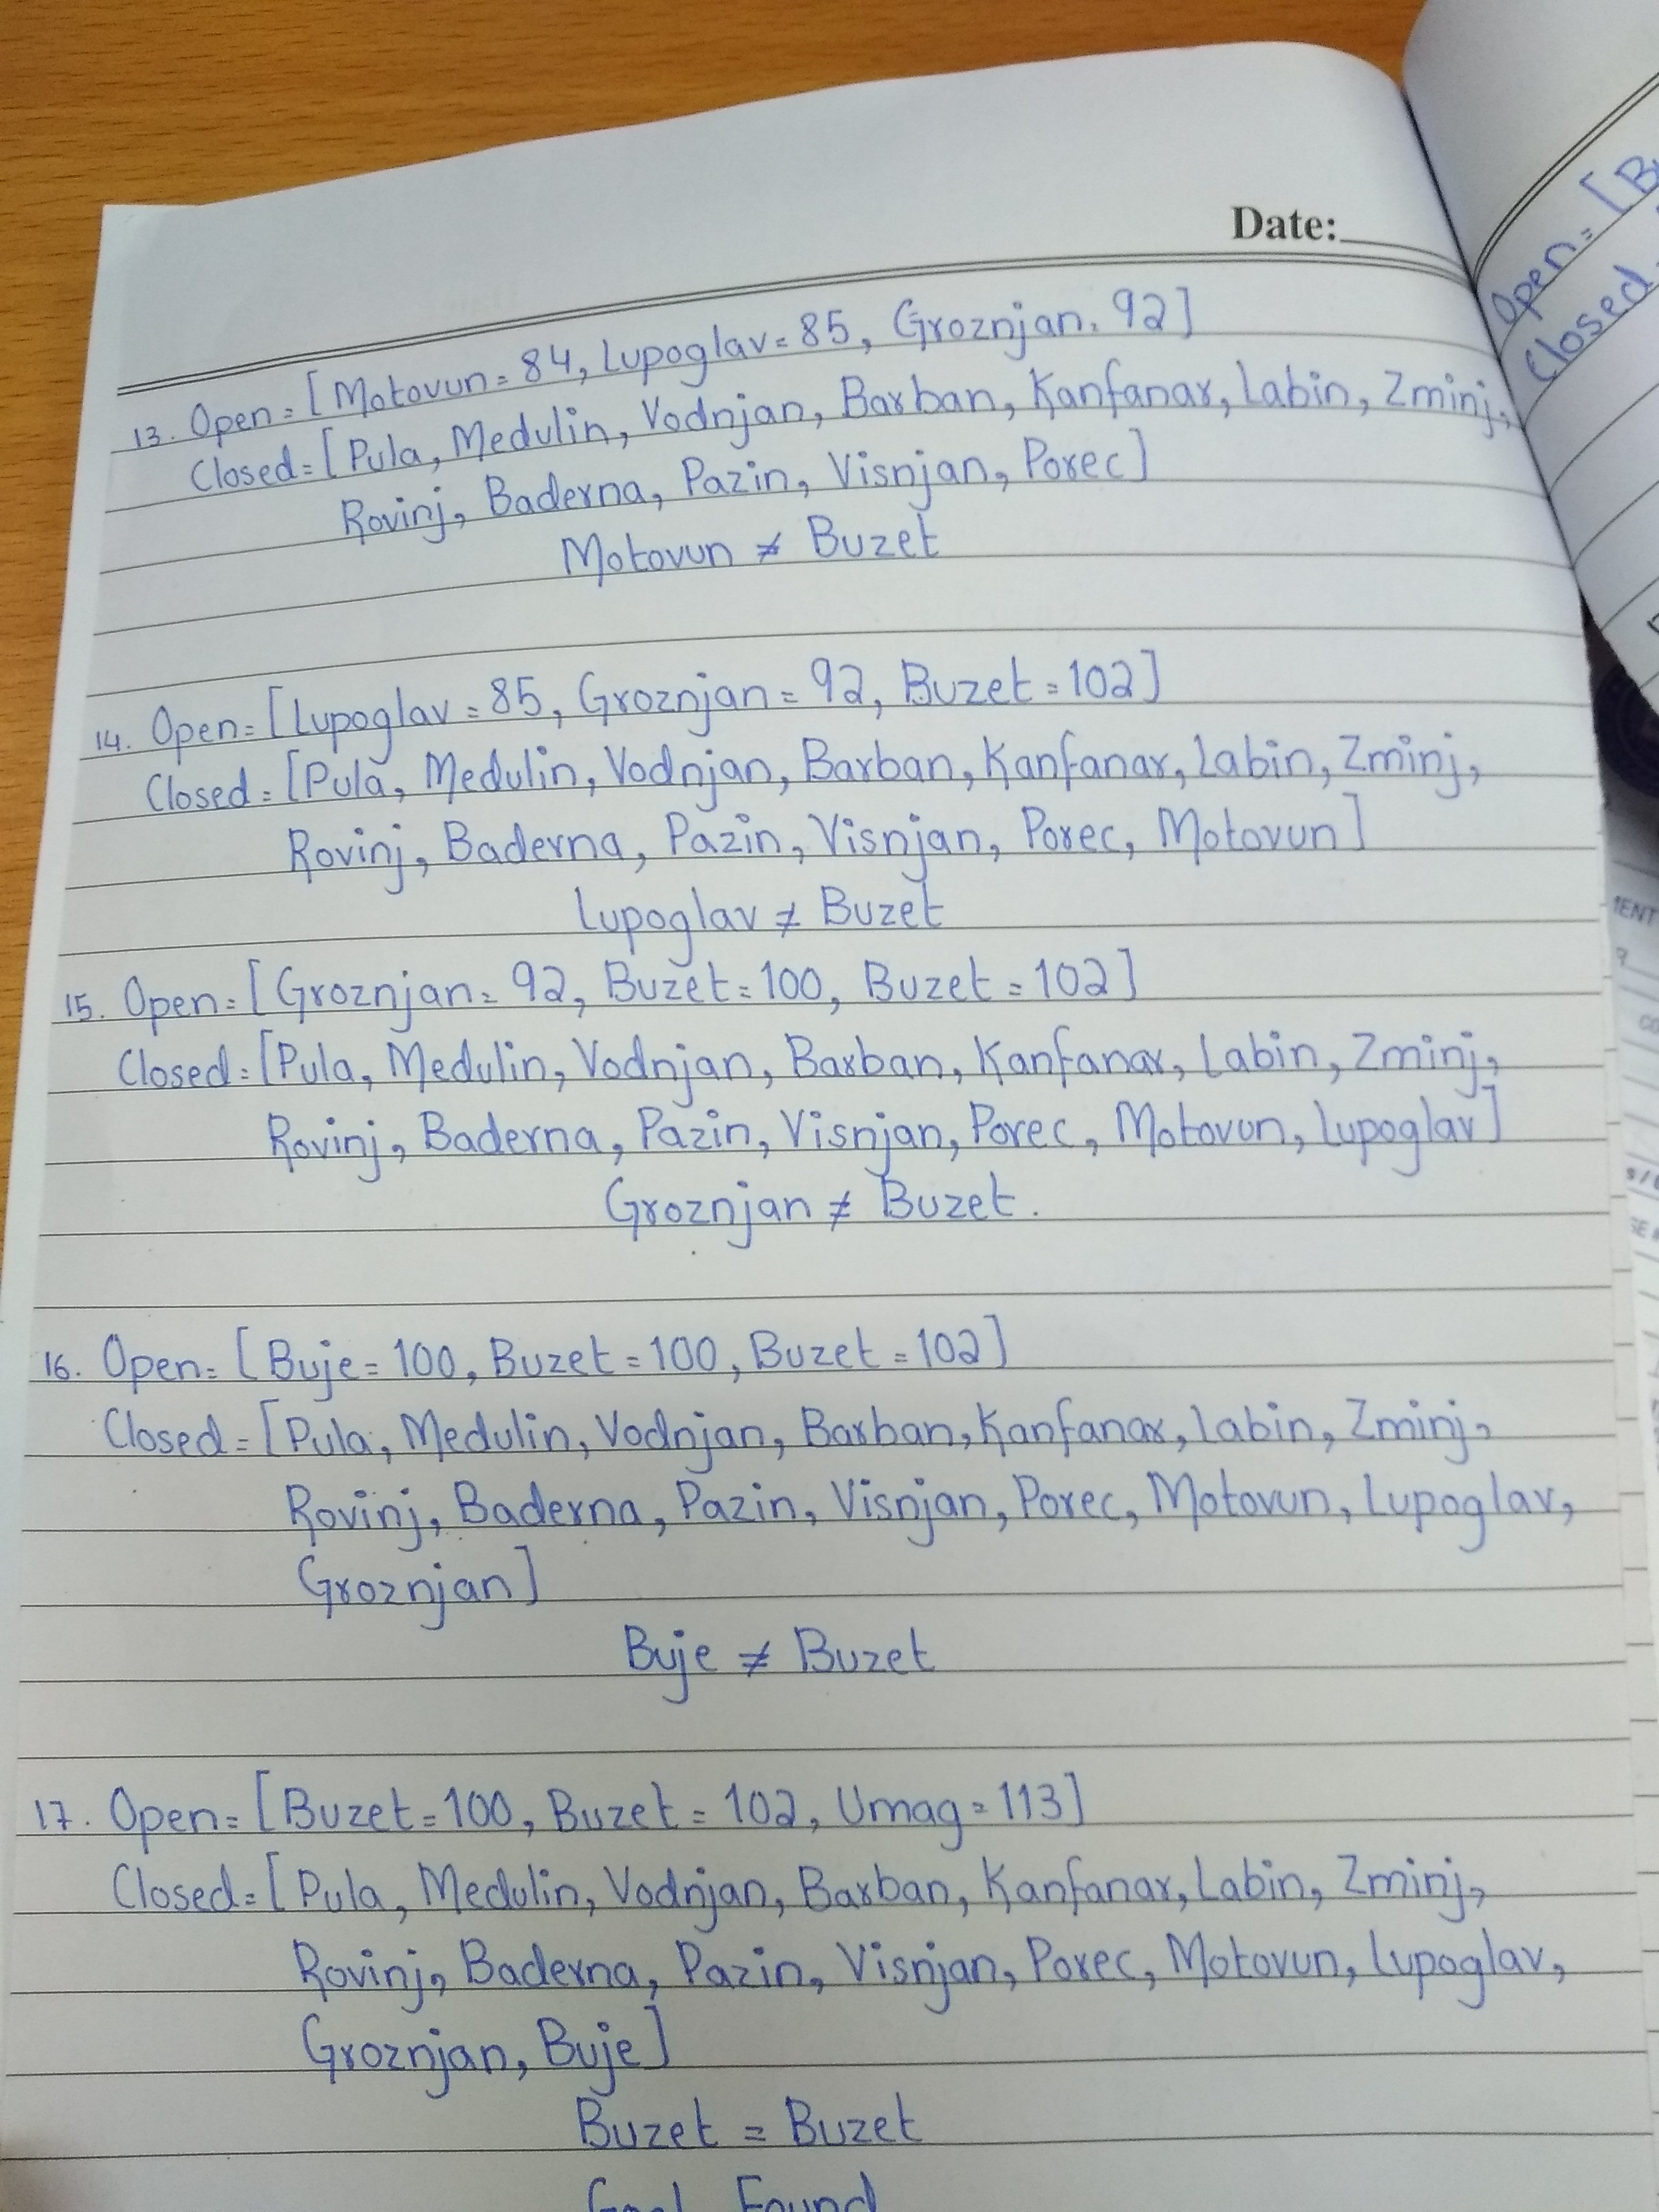 Date:
13. Open = [Motovun = 84, Lupoglav = 85, Groznjan = 92]
Closed = [Pula, Medulin, Vodnjan, Barban, Kanfanar, Labin, Zminj,
Rovinj, Baderna, Pazin, Visnjan, Porec]
Motovun ≠ Buzet
14. Open = [Lupoglav = 85, Groznjan = 92, Buzet = 102]
Closed = [Pula, Medulin, Vodnjan, Barban, Kanfanar, Labin, Zminj,
Rovinj, Baderna, Pazin, Visnjan, Porec, Motovun]
Lupoglav ≠ Buzet
15. Open = [Groznjan = 92, Buzet = 100, Buzet = 102]
Closed = [Pula, Medulin, Vodnjan, Barban, Kanfanar, Labin, Zminj,
Rovinj, Baderna, Pazin, Visnjan, Porec, Motovun, Lupoglav]
Groznjan ≠ Buzet.
16. Open = [Buje = 100, Buzet = 100, Buzet = 102]
Closed = [Pula, Medulin, Vodnjan, Barban, Kanfanar, Labin, Zminj,
Rovinj, Baderna, Pazin, Visnjan, Porec, Motovun, Lupoglav,
Groznjan]
Buje ≠ Buzet
17. Open = [Buzet = 100, Buzet = 102, Umag = 113]
Closed = [Pula, Medulin, Vodnjan, Barban, Kanfanar, Labin, Zminj,
Rovinj, Baderna, Pazin, Visnjan, Porec, Motovun, Lupoglav,
Groznjan, Buje]
Buzet = Buzet
Goal Found
Open = [B
Closed